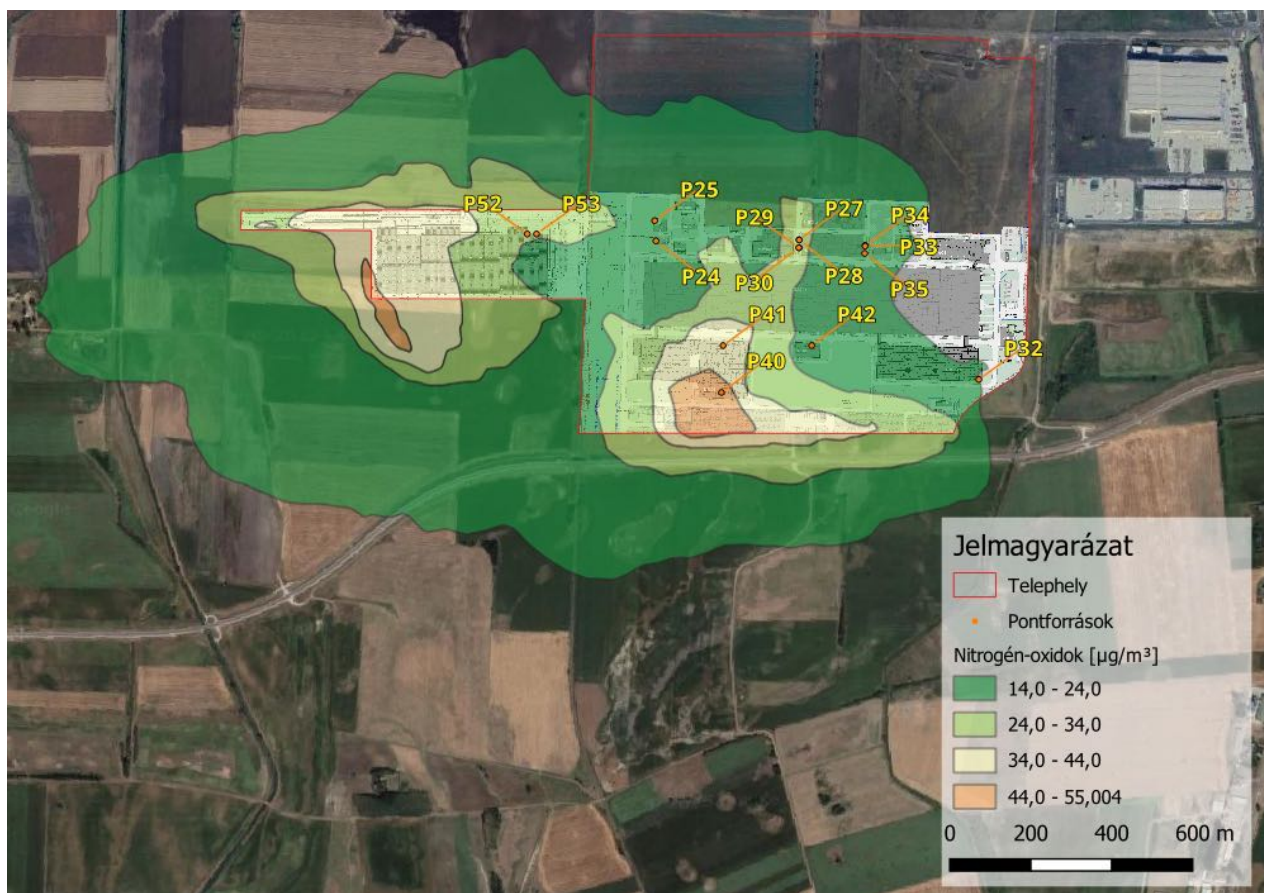 P25
P52
P53
P27
P34
P29
P33
P24
P30
P28
P35
P41
P42
P40
P32
Jelmagyarázat
Telephely
Pontforrások
Nitrogén-oxidok [µg/m³]
14,0 - 24,0
24,0 - 34,0
34,0 - 44,0
44,0 - 55,004
0 200 400 600 m